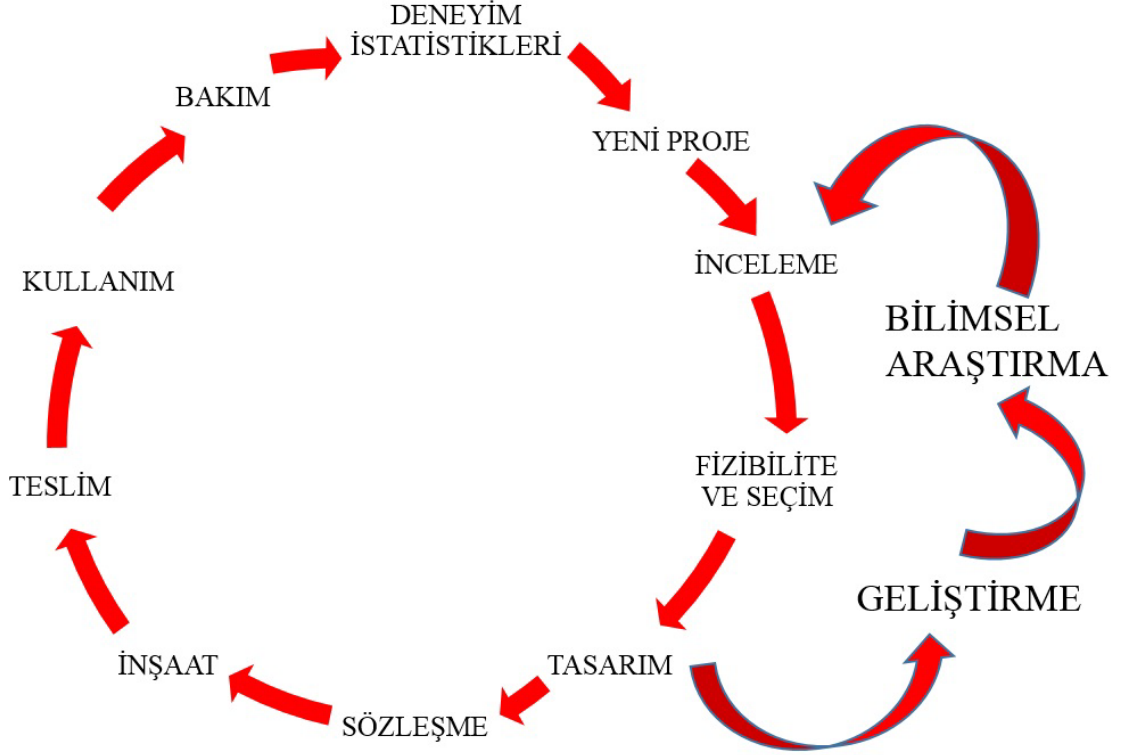 DENEYİM
İSTATİSTİKLERİ
BAKIM
YENİ PROJE
İNCELEME
KULLANIM
BİLİMSEL
ARAŞTIRMA
FİZİBİLİTE
VE SEÇİM
TESLİM
GELİŞTİRME
İNŞAAT
TASARIM
SÖZLEŞME